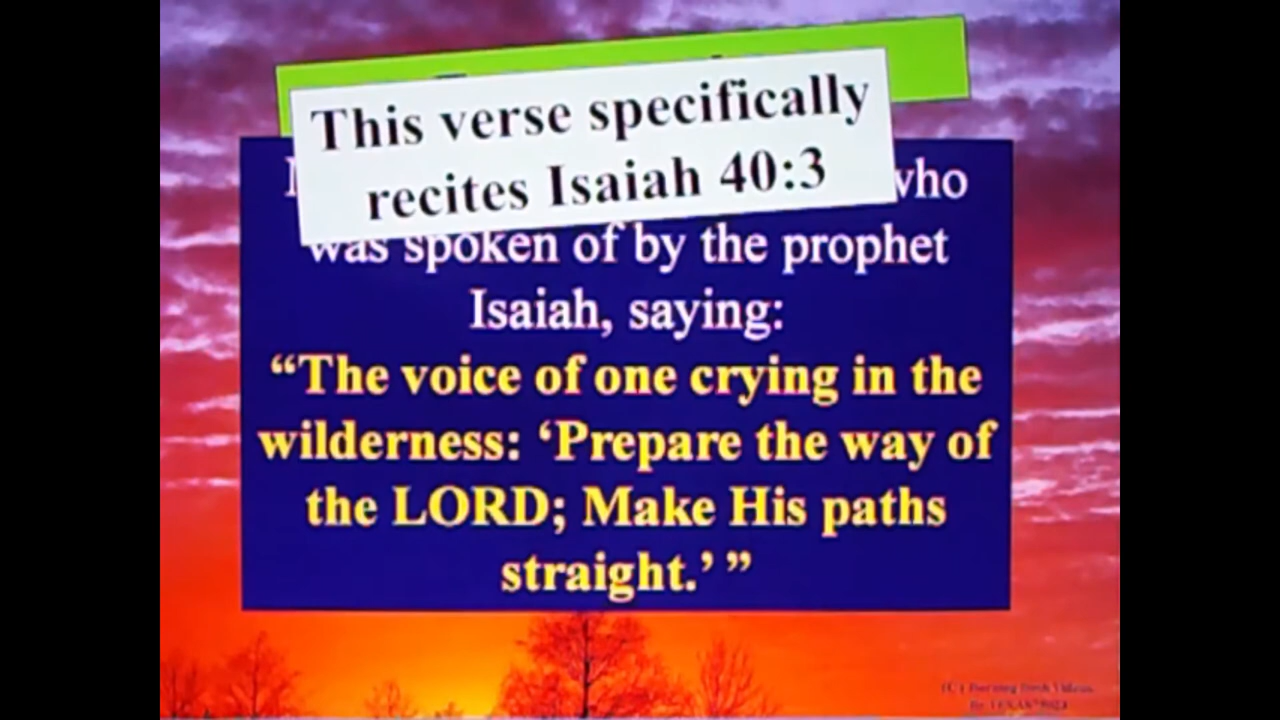 This verse specifically
recites Isaiah 40:3
who
was spoken of by the prophet
Isaiah, saying:
“The voice of one crying in the
wilderness: ‘Prepare the way of
the LORD; Make His paths
straight.’ ”